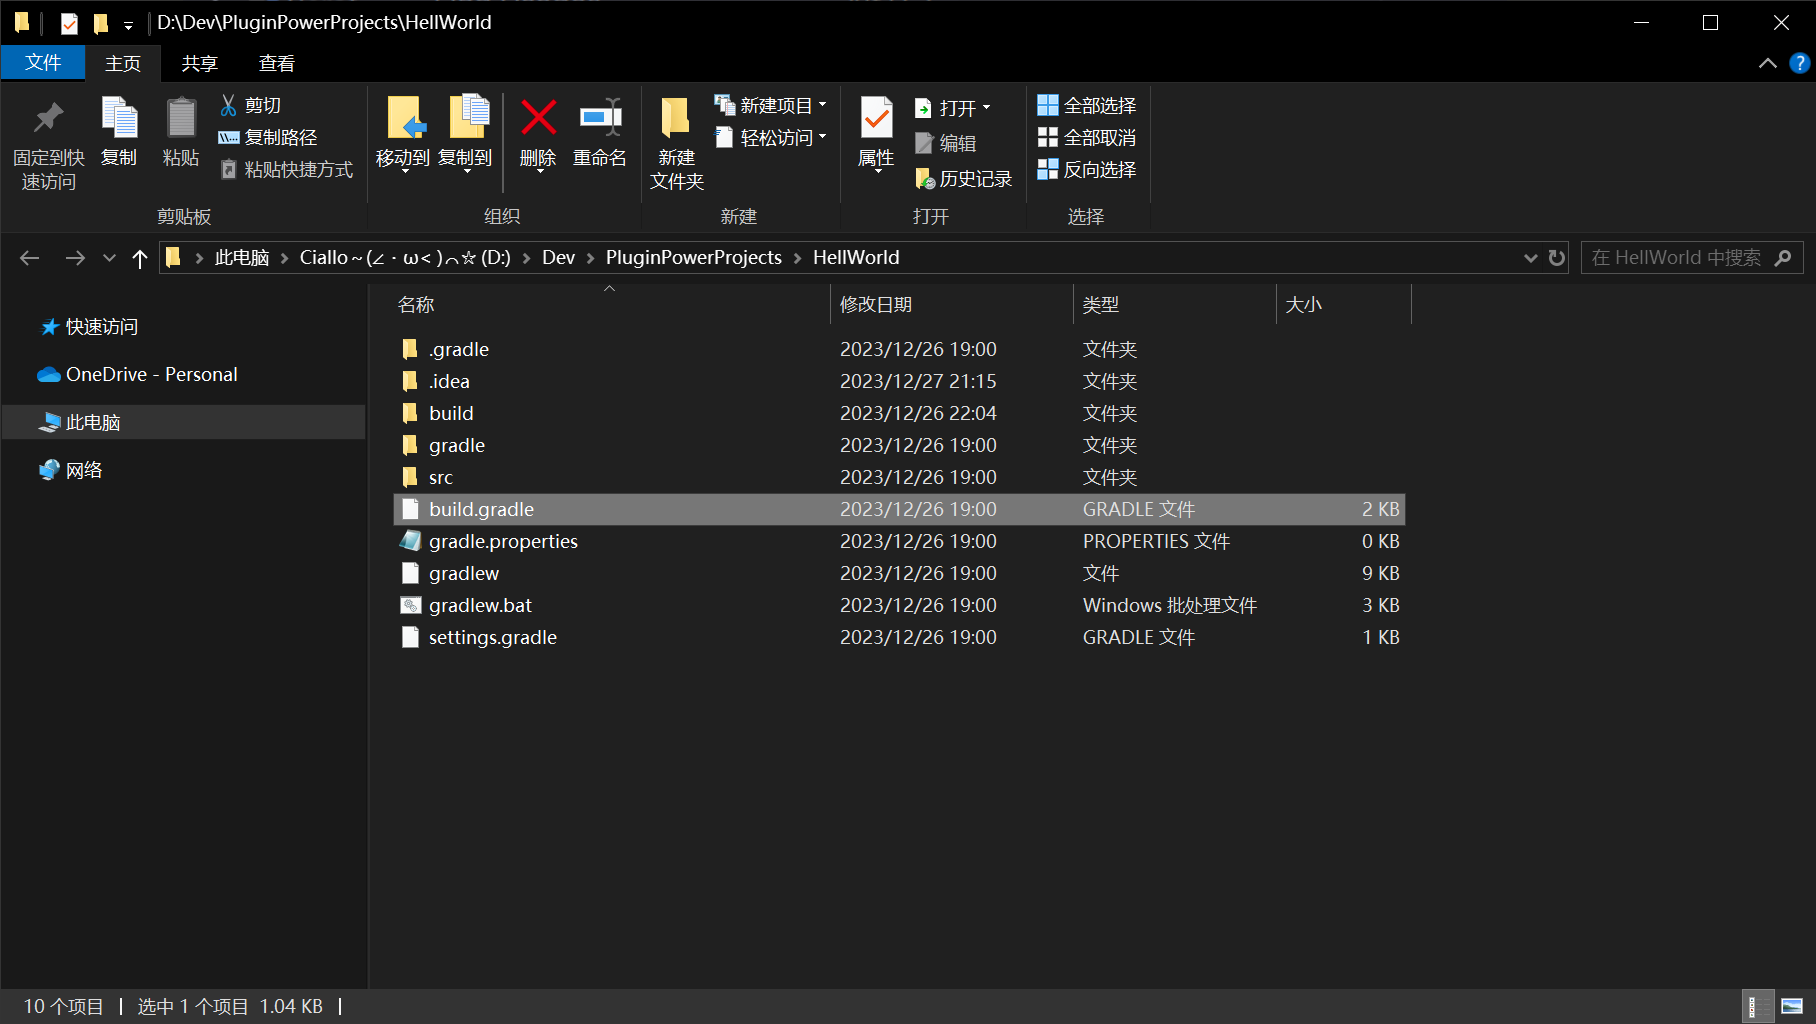 D:\Dev\PluginPowerProjects\HellWorld
文件 主页 共享 查看
固定到快速访问
复制
粘贴
剪切
复制路径
粘贴快捷方式
剪贴板
移动到 复制到 删除 重命名
组织
新建文件夹
新建项目
轻松访问
新建
属性
打开
编辑
历史记录
打开
全部选择
全部取消
反向选择
选择
此电脑 Ciallo～(∠・ω< )⌒☆ (D:) Dev PluginPowerProjects HellWorld
在 HellWorld 中搜索
快速访问
OneDrive - Personal
此电脑
网络
名称 修改日期 类型 大小
.gradle 2023/12/26 19:00 文件夹
.idea 2023/12/27 21:15 文件夹
build 2023/12/26 22:04 文件夹
gradle 2023/12/26 19:00 文件夹
src 2023/12/26 19:00 文件夹
build.gradle 2023/12/26 19:00 GRADLE 文件 2 KB
gradle.properties 2023/12/26 19:00 PROPERTIES 文件 0 KB
gradlew 2023/12/26 19:00 文件 9 KB
gradlew.bat 2023/12/26 19:00 Windows 批处理文件 3 KB
settings.gradle 2023/12/26 19:00 GRADLE 文件 1 KB
10 个项目 选中 1 个项目 1.04 KB